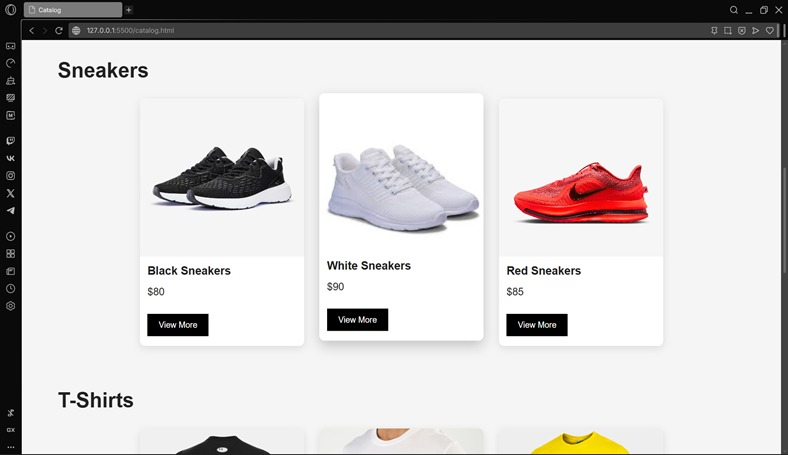 Catalog
127.0.0.1:5500/catalog.html
Sneakers
Black Sneakers
$80
View More
White Sneakers
$90
View More
Red Sneakers
$85
View More
T-Shirts
GX